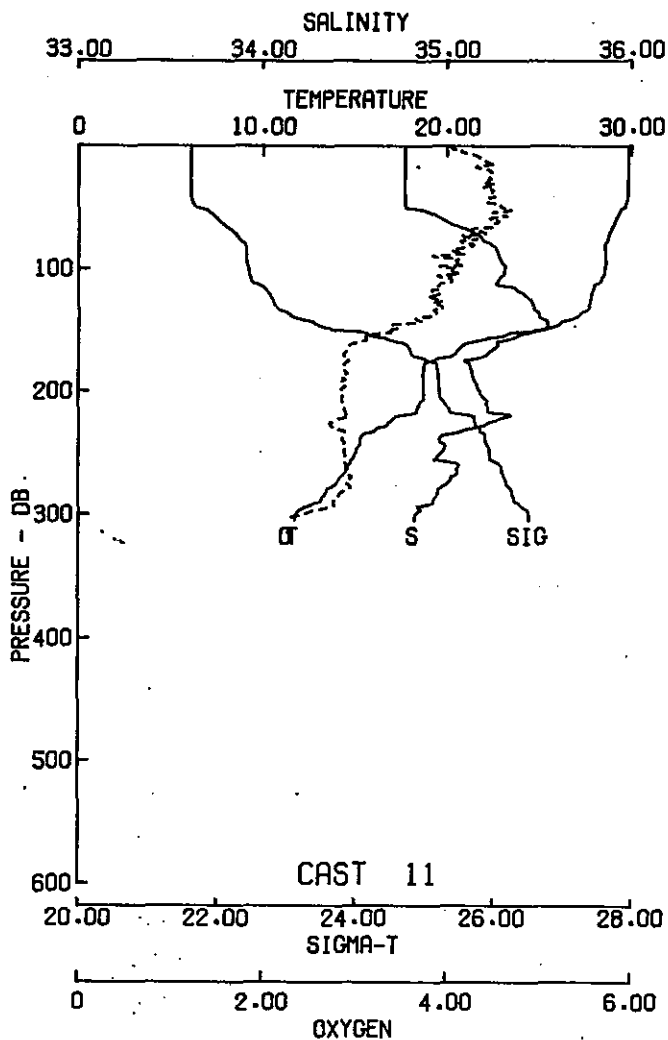 SALINITY
33.00 34.00 35.00 36.00
TEMPERATURE
0 10.00 20.00 30.00
100
200
300
400
500
600
PRESSURE - DB.
OT S SIG
CAST 11
20.00 22.00 24.00 26.00 28.00
SIGMA-T
0 2.00 4.00 6.00
OXYGEN